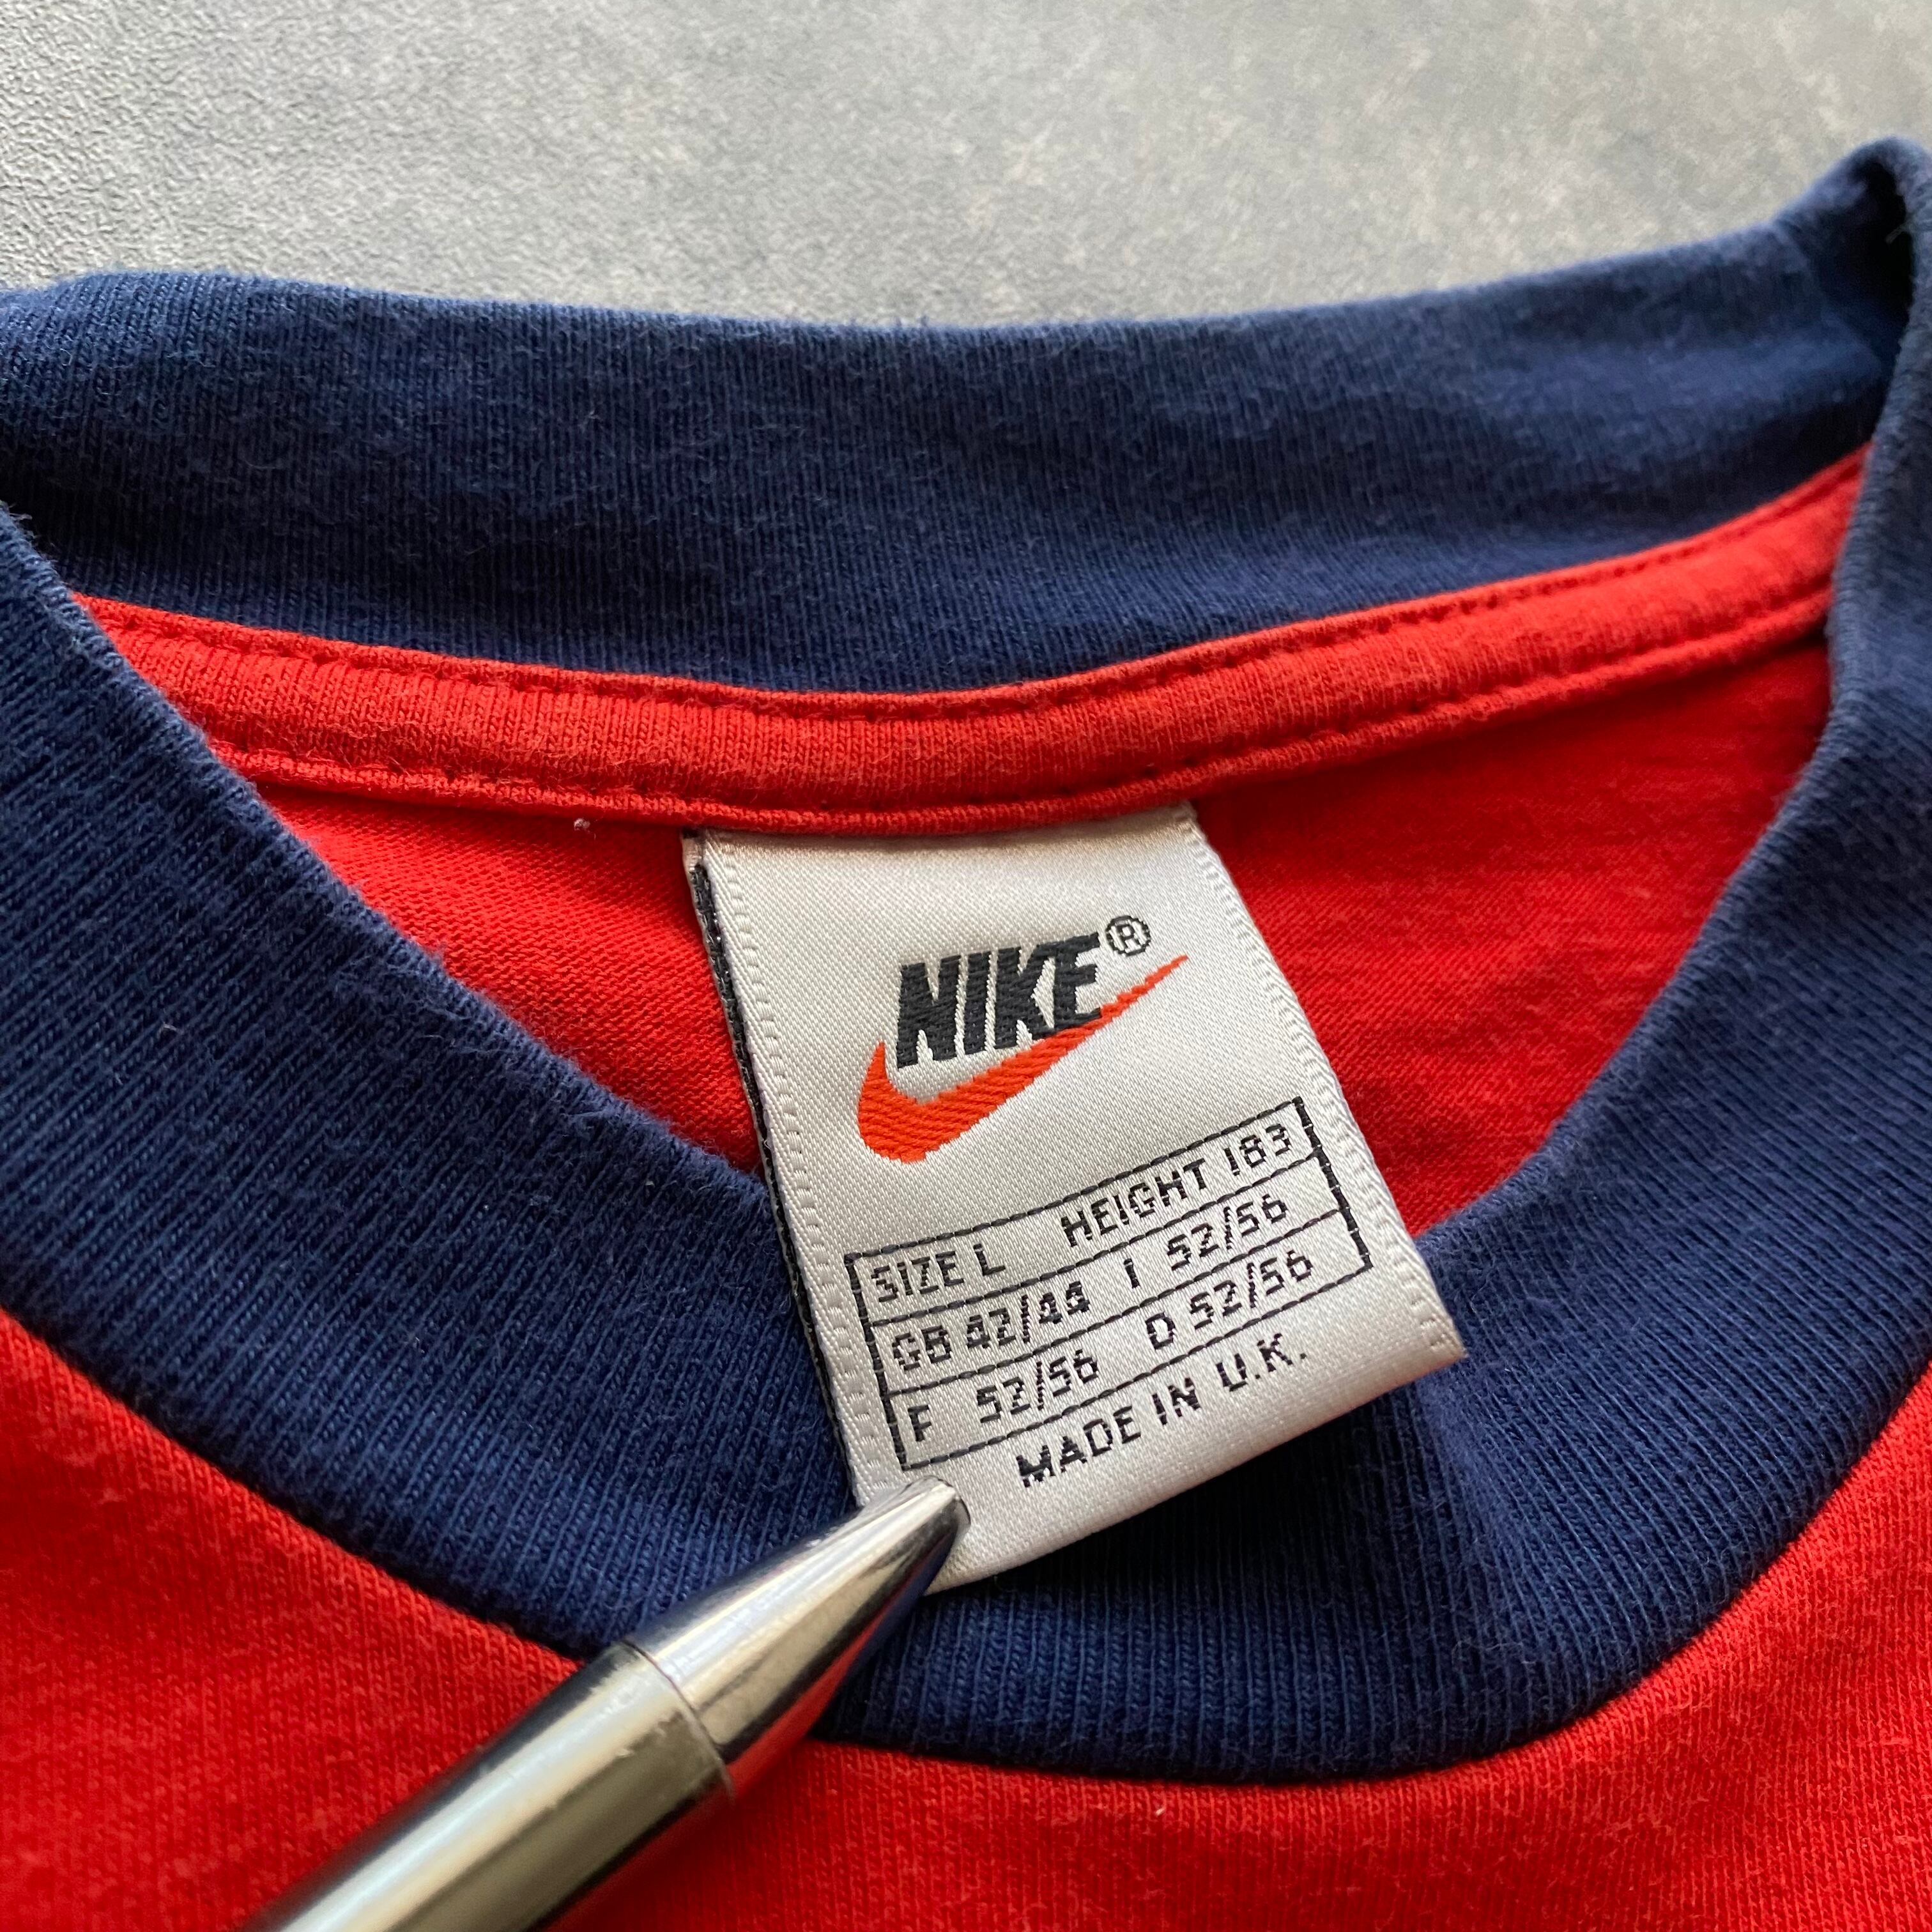 NIKE®
SIZE L HEIGHT 183
GB 42/44 I 52/56
F 52/56 D 52/56
MADE IN U.K.